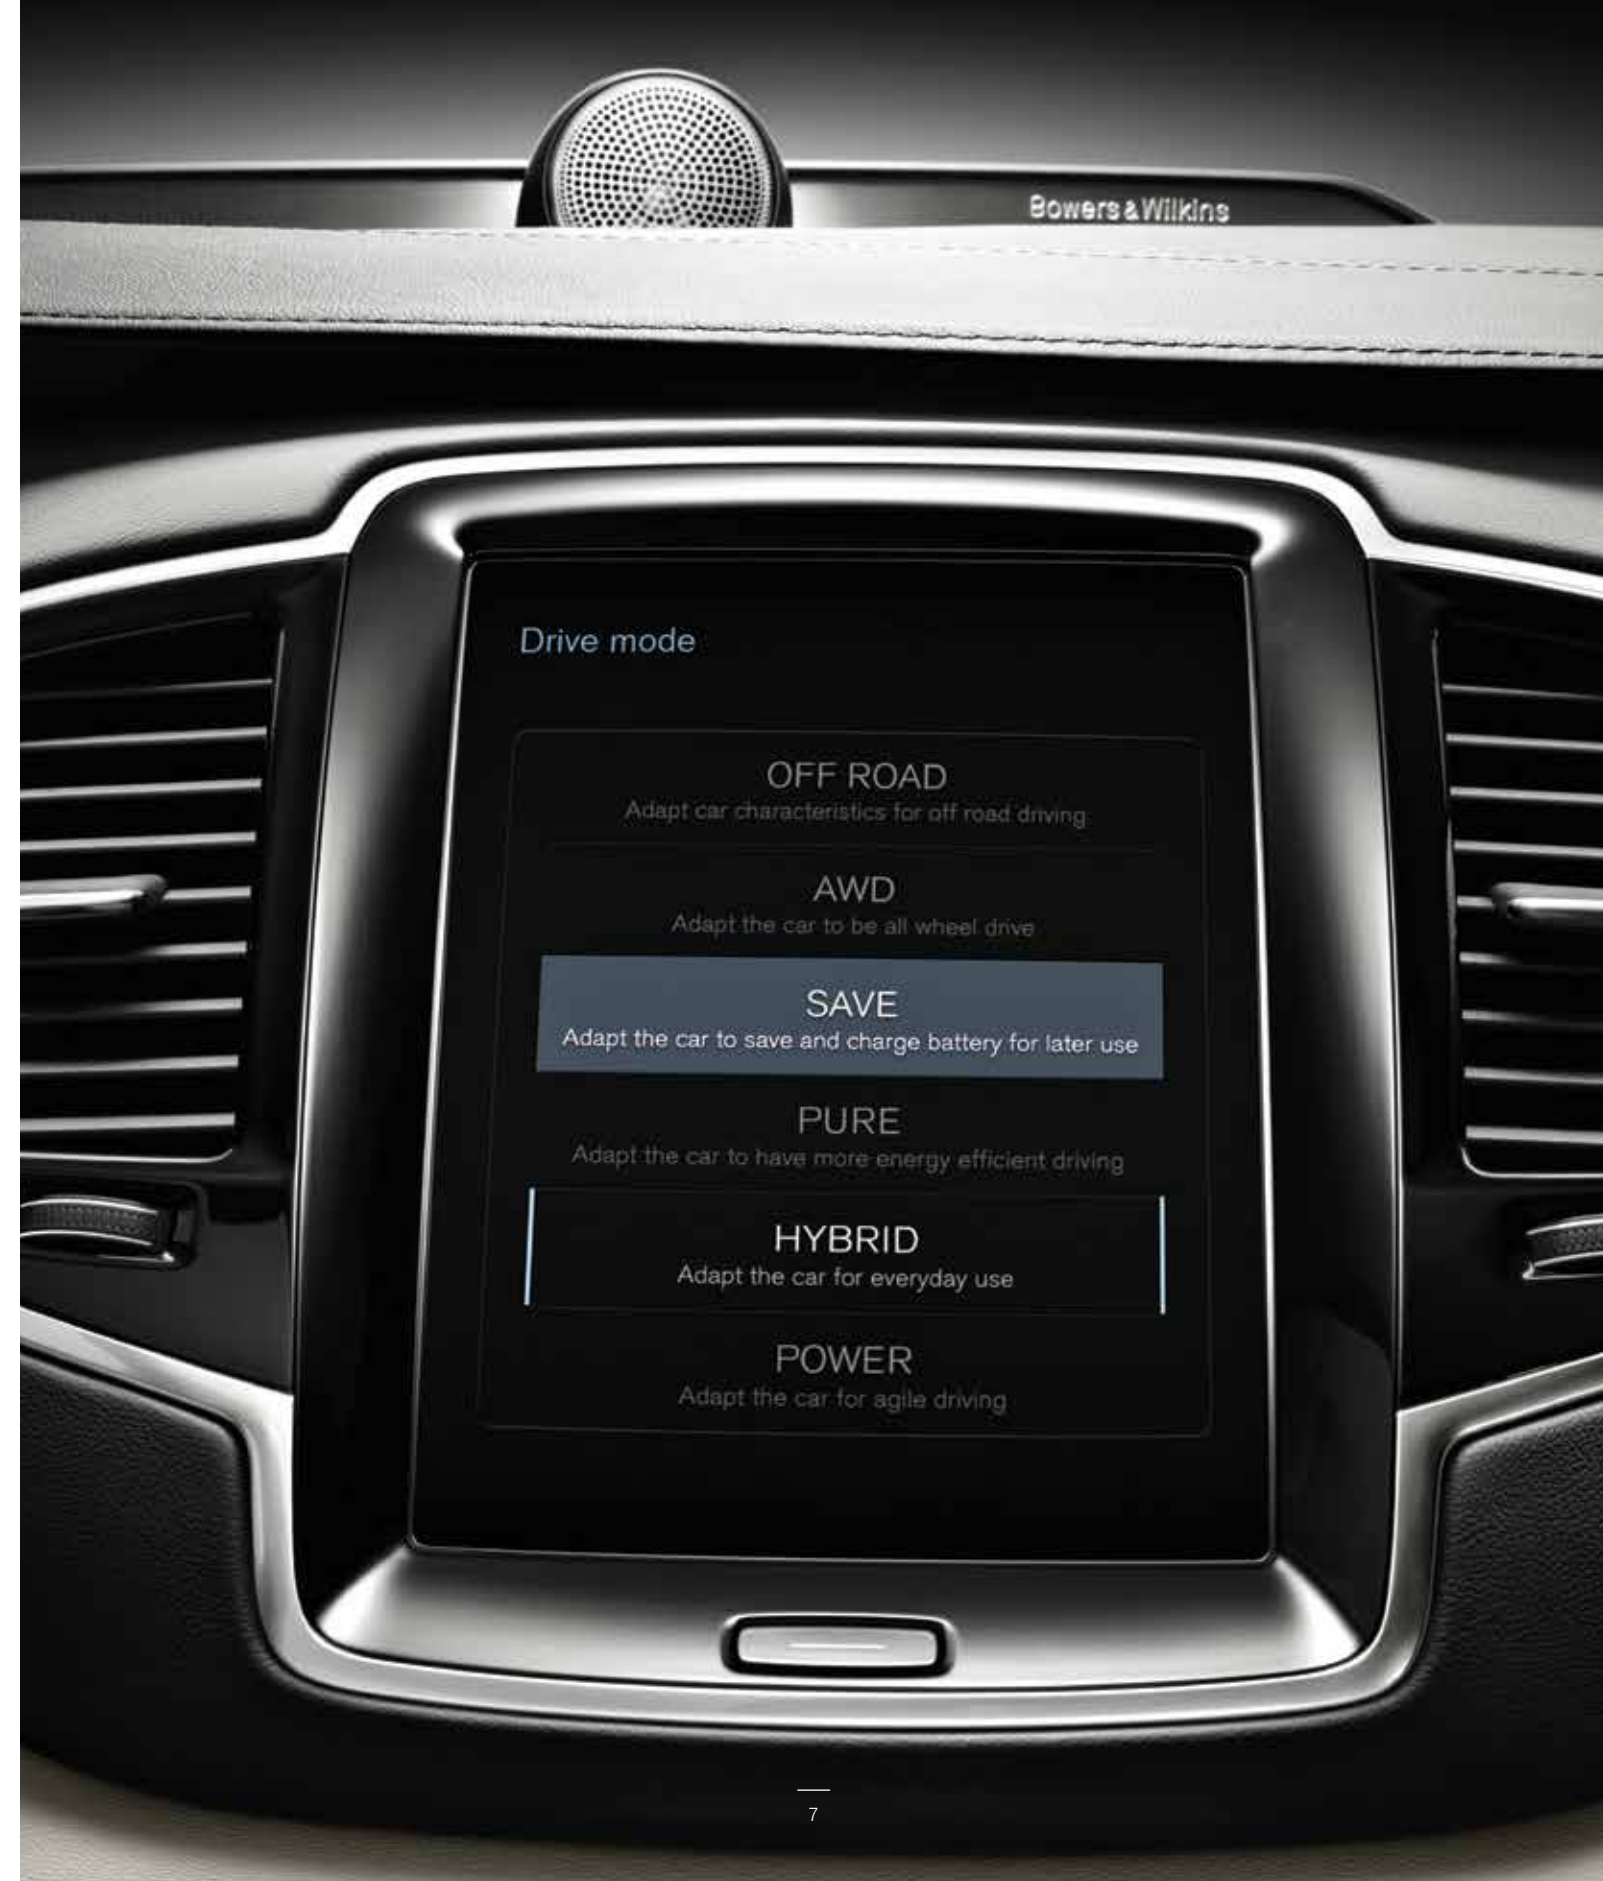 Bowers & Wilkins
Drive mode
OFF ROAD
Adapt car characteristics for off road driving
AWD
Adapt the car to be all wheel drive
SAVE
Adapt the car to save and charge battery for later use
PURE
Adapt the car to have more energy efficient driving
HYBRID
Adapt the car for everyday use
POWER
Adapt the car for agile driving
7